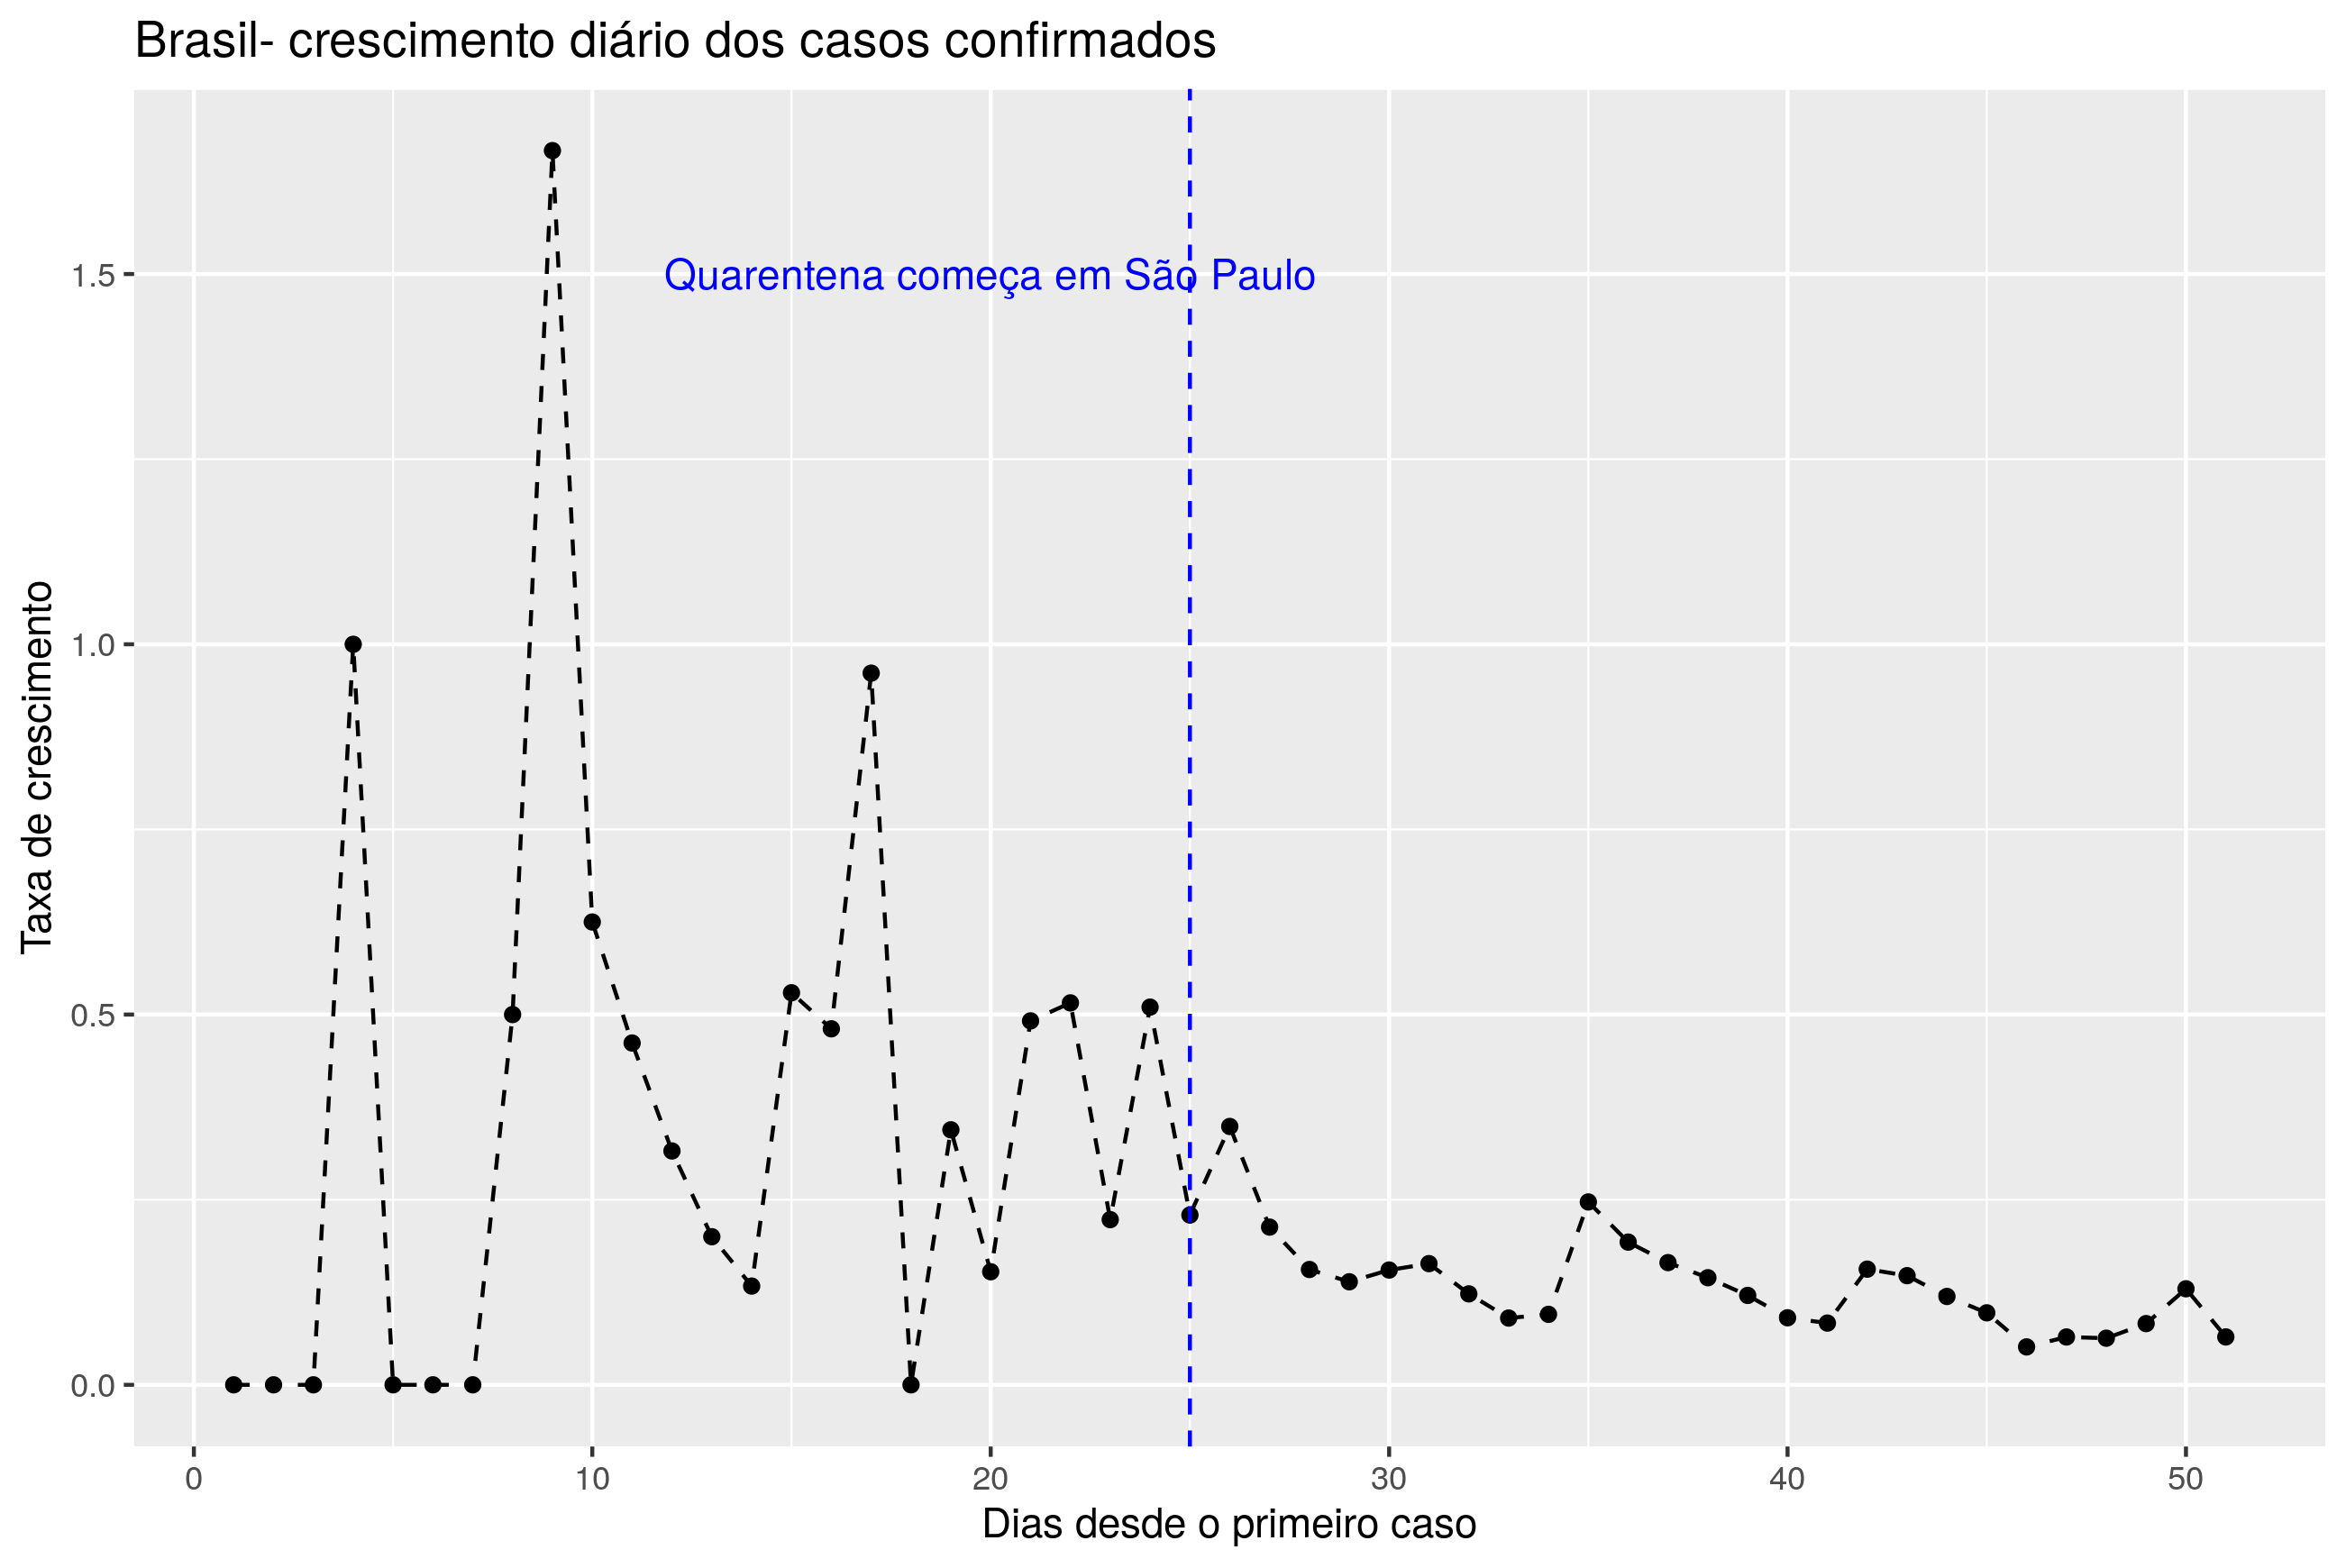 Brasil- crescimento diário dos casos confirmados
Quarentena começa em São Paulo
Taxa de crescimento
1.5
1.0
0.5
0.0
0 10 20 30 40 50
Dias desde o primeiro caso